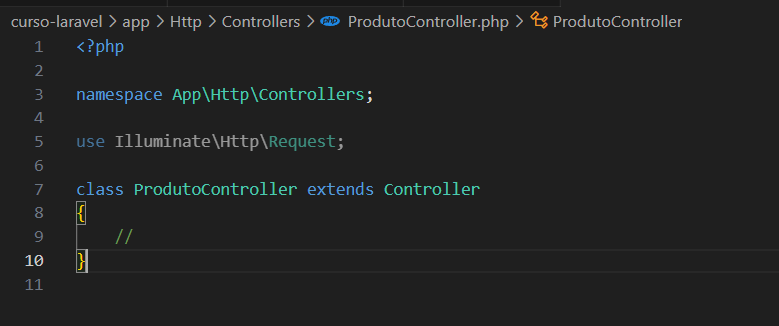 curso-laravel > app > Http > Controllers > php ProdutoController.php > ProdutoController
1 <?php
2
3 namespace App\Http\Controllers;
4
5 use Illuminate\Http\Request;
6
7 class ProdutoController extends Controller
8 {
9     //
10 }
11